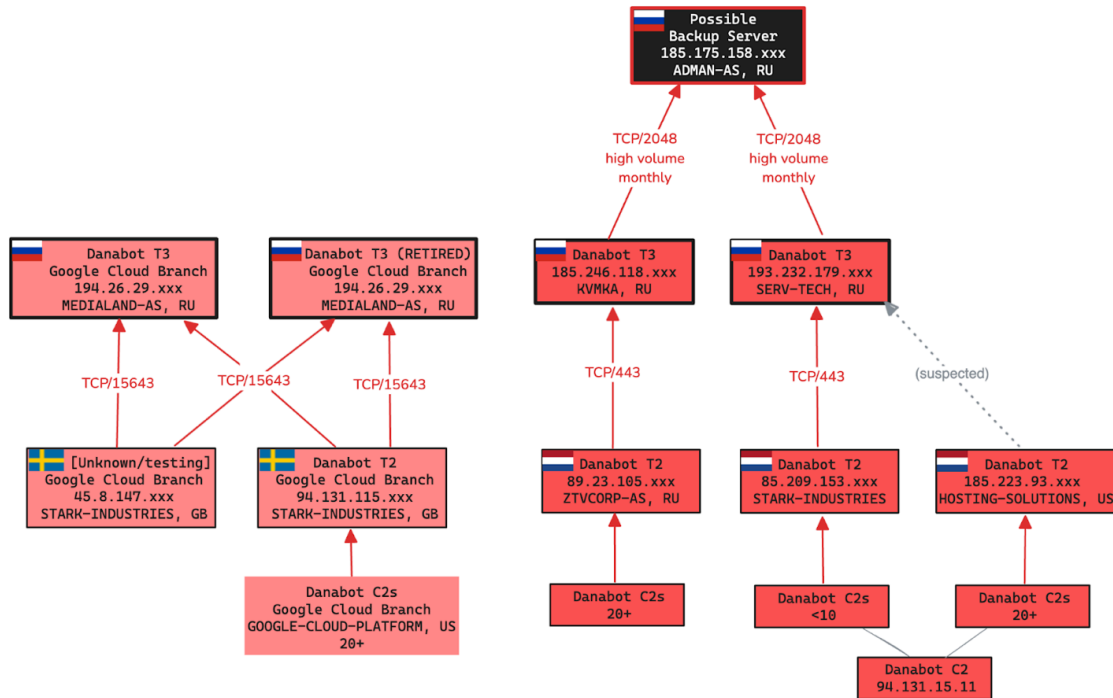 Possible
Backup Server
185.175.158.xxx
ADMAN-AS, RU
TCP/2048
high volume
monthly
TCP/2048
high volume
monthly
Danabot T3
Google Cloud Branch
194.26.29.xxx
MEDIALAND-AS, RU
Danabot T3 (RETIRED)
Google Cloud Branch
194.26.29.xxx
MEDIALAND-AS, RU
Danabot T3
185.246.118.xxx
KVMKA, RU
Danabot T3
193.232.179.xxx
SERV-TECH, RU
TCP/15643
TCP/15643
TCP/15643
TCP/443
TCP/443
(suspected)
[Unknown/testing]
Google Cloud Branch
45.8.147.xxx
STARK-INDUSTRIES, GB
Danabot T2
Google Cloud Branch
94.131.115.xxx
STARK-INDUSTRIES, GB
Danabot T2
89.23.105.xxx
ZTVCORP-AS, RU
Danabot T2
85.209.153.xxx
STARK-INDUSTRIES
Danabot T2
185.223.93.xxx
HOSTING-SOLUTIONS, US
Danabot C2s
Google Cloud Branch
GOOGLE-CLOUD-PLATFORM, US
20+
Danabot C2s
20+
Danabot C2s
<10
Danabot C2s
20+
Danabot C2
94.131.15.11